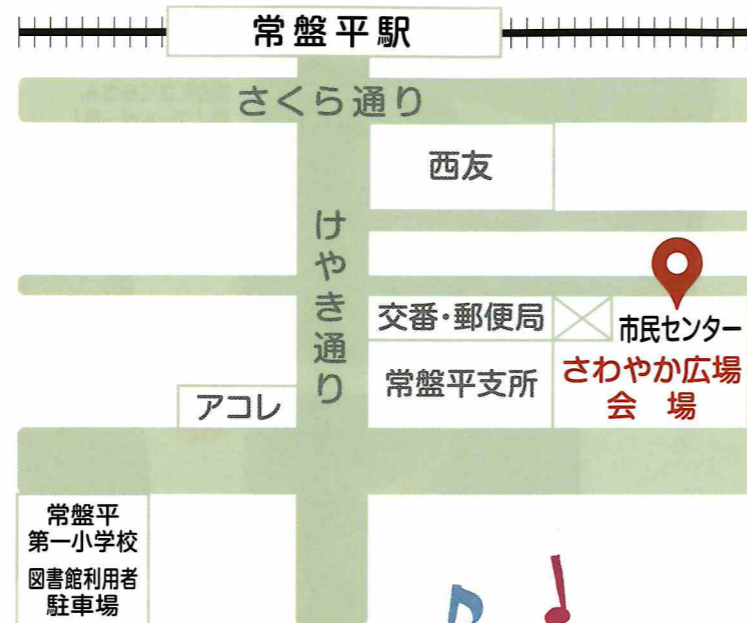 常盤平駅
さくら通り
西友
けやき通り
交番・郵便局
市民センター
常盤平支所
さわやか広場
会 場
アコレ
常盤平
第一小学校
図書館利用者
駐車場